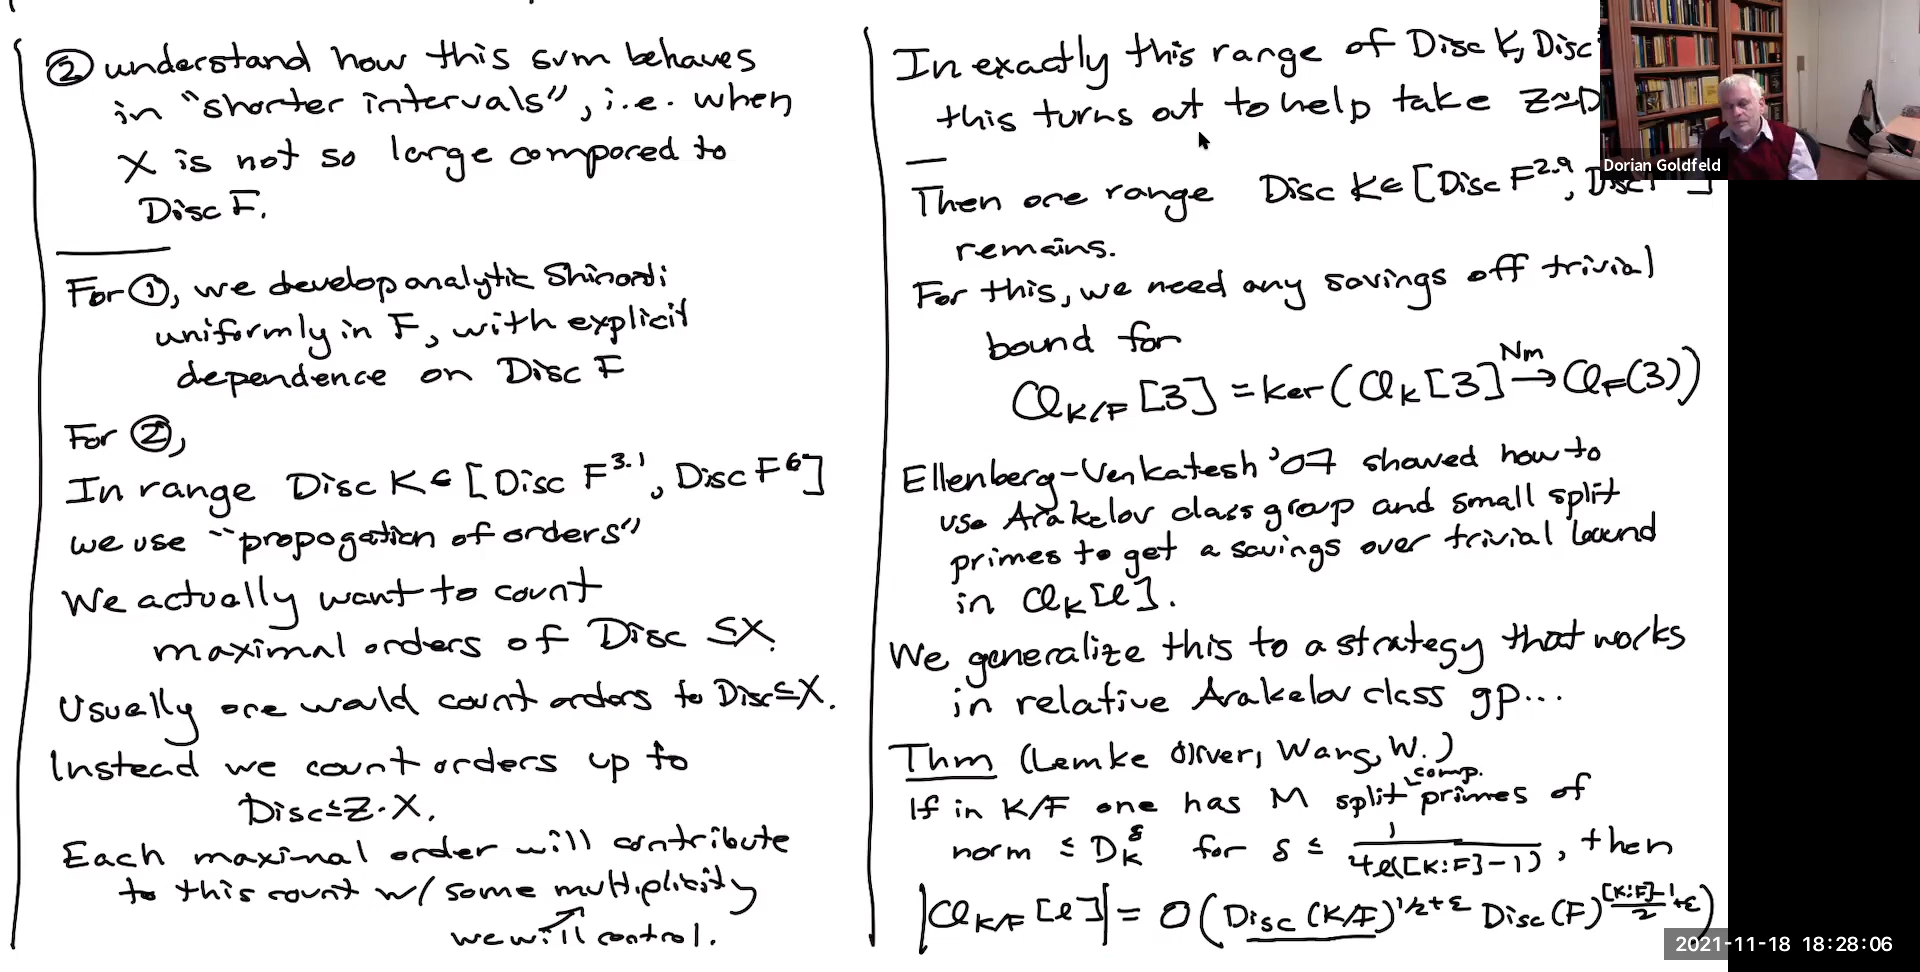 ② understand how this sum behaves
in "shorter intervals", i.e. when
X is not so large compared to
Disc F.
For ①, we develop analytic Shintani
uniformly in F, with explicit
dependence on Disc F
For ②,
In range Disc K ∈ [Disc F^3.1, Disc F^6]
we use "propogation of orders"
We actually want to count
maximal orders of Disc ≤X.
Usually one would count orders to Disc≤X.
Instead we count orders up to
Disc≤Z·X.
Each maximal order will contribute
to this count w/ some multiplicity
we will control.
In exactly this range of Disc K, Disc
this turns out to help take Z≈D
Then one range Disc K∈[Disc F^2.9, Disc F ]
remains.
For this, we need any savings off trivial
bound for
Cl_K/F [3] = ker(Cl_K[3] →^Nm Cl_F(3))
Ellenberg-Venkatesh '07 showed how to
use Arakelov class group and small split
primes to get a savings over trivial bound
in Cl_K[ℓ].
We generalize this to a strategy that works
in relative Arakelov class gp...
Thm (Lemke Oliver, Wang, W.)
If in K/F one has M split comp. primes of
norm ≤ D_K^δ for δ ≤ 1/(4ℓ([K:F]-1)), then
|Cl_K/F [ℓ]| = O(Disc(K/F)^1/2+ε Disc(F)^([K:F]-1)/2+ε)
Dorian Goldfeld
2021-11-18 18:28:06